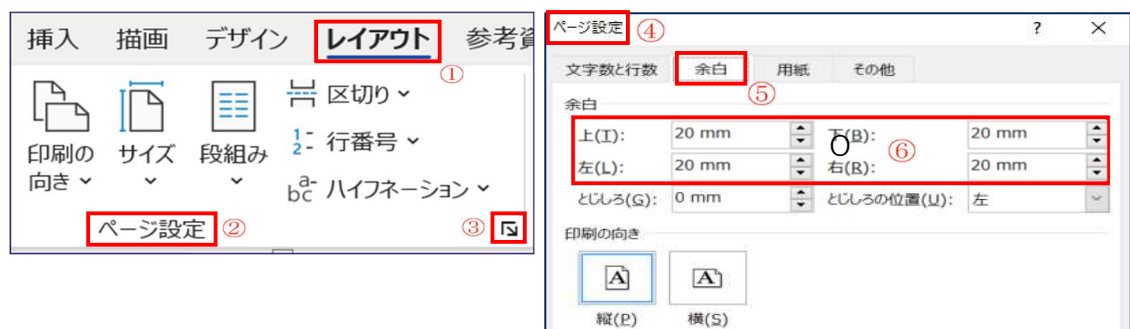 挿入 描画 デザイン レイアウト 参考資
①
区切り
行番号
ハイフネーション
印刷の向き
サイズ
段組み
ページ設定 ②
③
ページ設定 ④
? ×
文字数と行数 余白 用紙 その他
⑤
余白
上(T): 20 mm 下(B): 20 mm
⑥
左(L): 20 mm 右(R): 20 mm
とじしろ(G): 0 mm とじしろの位置(U): 左
印刷の向き
A A
縦(P) 横(S)